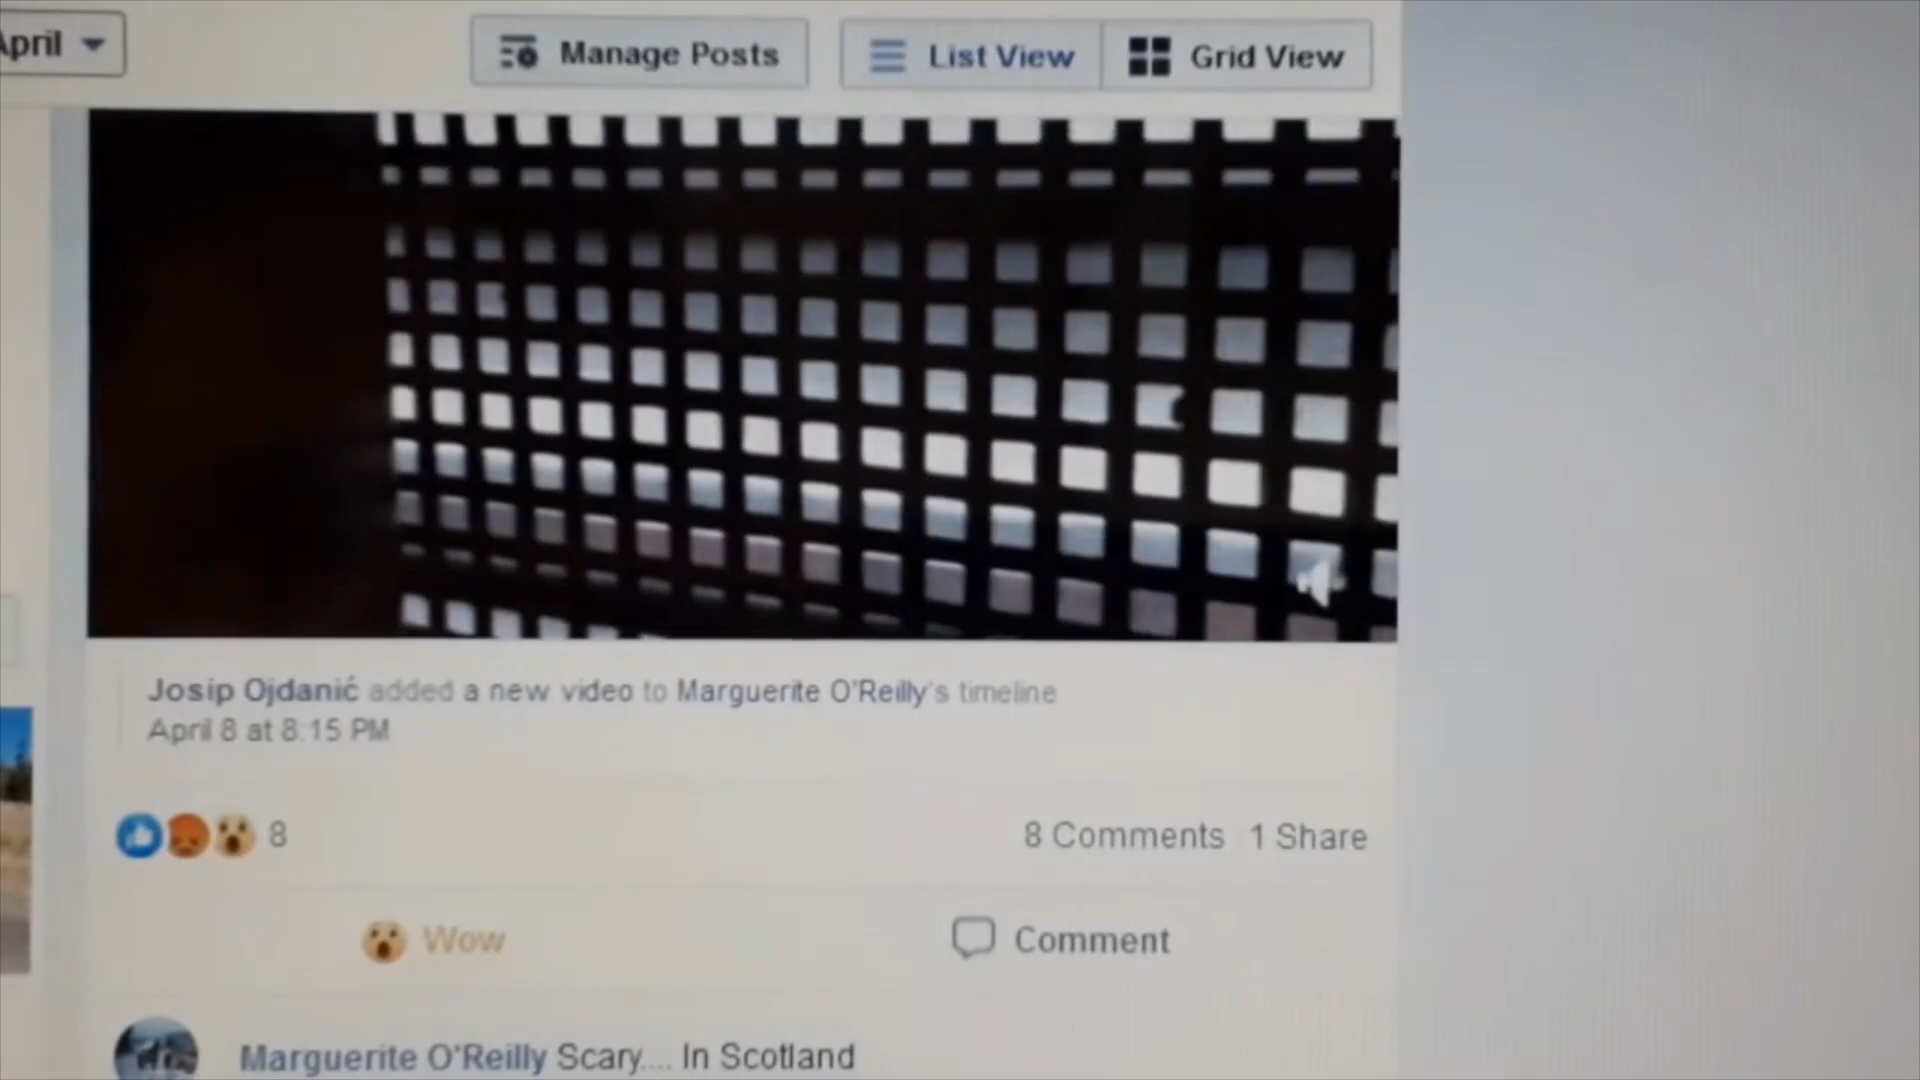 April
Manage Posts
List View
Grid View
Josip Ojdanić added a new video to Marguerite O'Reilly's timeline
April 8 at 8:15 PM
8
8 Comments 1 Share
Wow
Comment
Marguerite O'Reilly Scary.... In Scotland